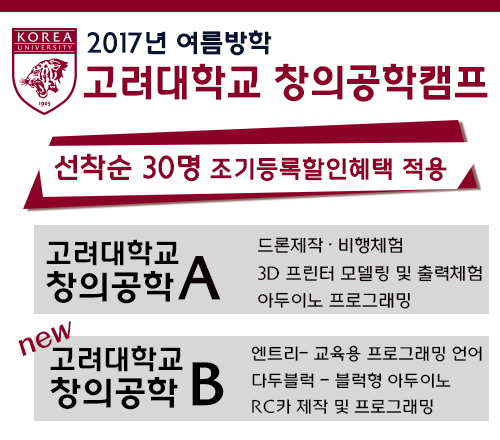 KOREA
UNIVERSITY
1905
2017년 여름방학
고려대학교 창의공학캠프
선착순 30명 조기등록할인혜택 적용
고려대학교
창의공학 A
드론제작 · 비행체험
3D 프린터 모델링 및 출력체험
아두이노 프로그래밍
new
고려대학교
창의공학 B
엔트리- 교육용 프로그래밍 언어
다두블럭 - 블럭형 아두이노
RC카 제작 및 프로그래밍